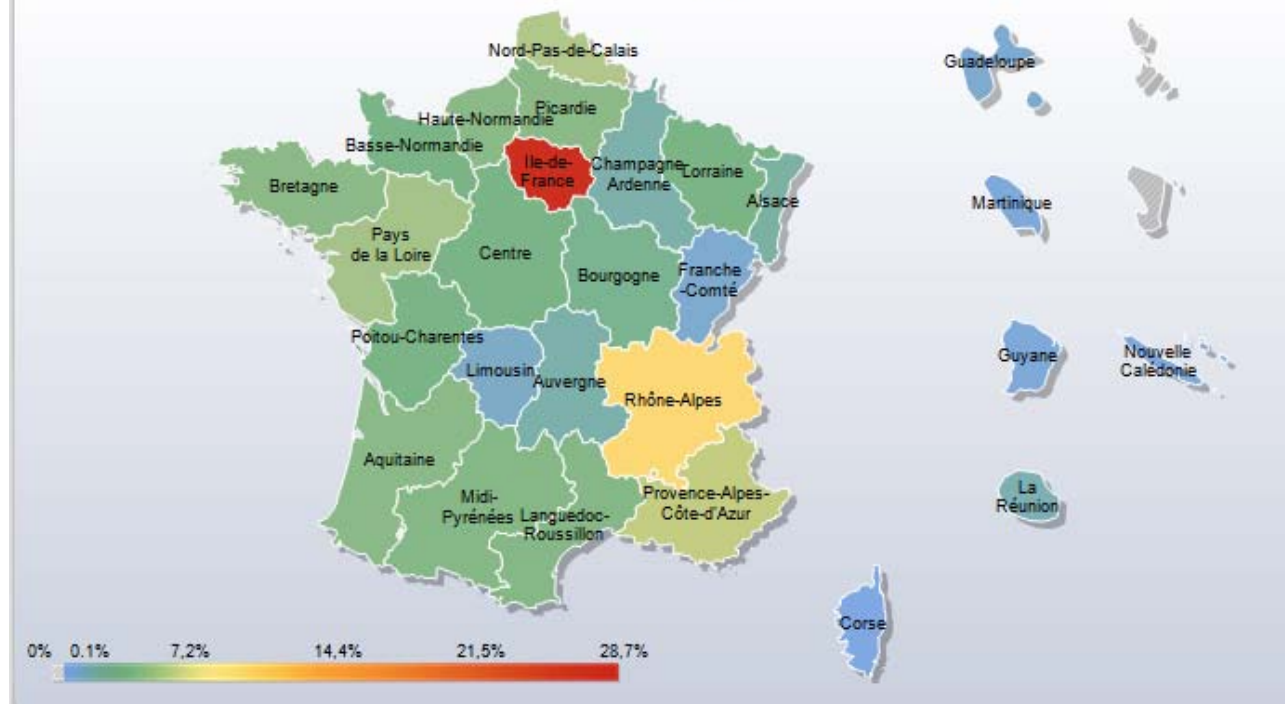 Nord-Pas-de-Calais
Guadeloupe
Picardie
Haute-Normandie
Basse-Normandie
Ile-de-
France
Champagne
Ardenne
Lorraine
Bretagne
Alsace
Martinique
Pays
de la Loire
Centre
Bourgogne
Franche
-Comté
Poitou-Charentes
Limousin
Auvergne
Guyane
Nouvelle
Calédonie
Rhône-Alpes
Aquitaine
Midi-
Pyrénées
Languedoc-
Roussillon
Provence-Alpes-
Côte-d'Azur
La
Réunion
Corse
0% 0.1% 7,2% 14,4% 21,5% 28,7%